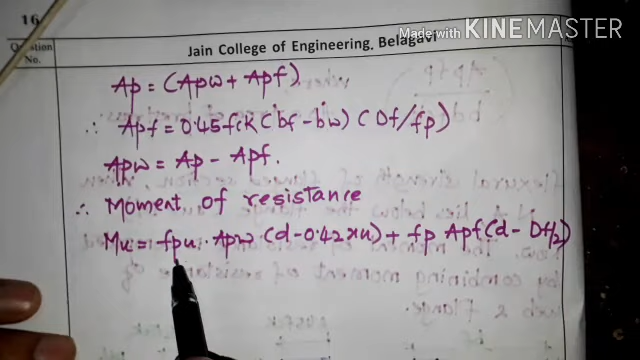 16
Made with KINEMASTER
Question No.
Jain College of Engineering, Belagavi
Ap = (Apw + Apf)
∴ Apf = 0.45 fck (bf - bw) (Df/fp)
Apw = Ap - Apf.
∴ Moment of resistance
Mu = fpu . Apw (d - 0.42 xu) + fp Apf (d - Df/2)